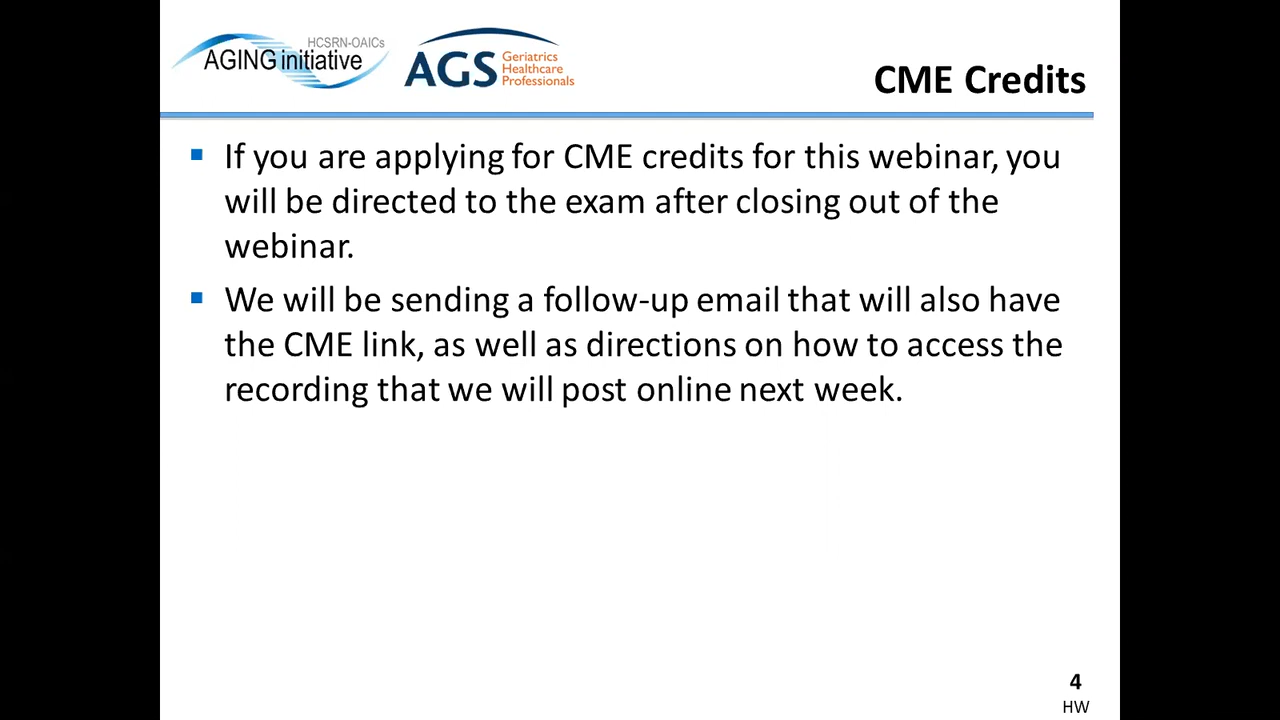 HCSRN-OAICs
AGING initiative
AGS
Geriatrics
Healthcare
Professionals
CME Credits
If you are applying for CME credits for this webinar, you
will be directed to the exam after closing out of the
webinar.
We will be sending a follow-up email that will also have
the CME link, as well as directions on how to access the
recording that we will post online next week.
4
HW